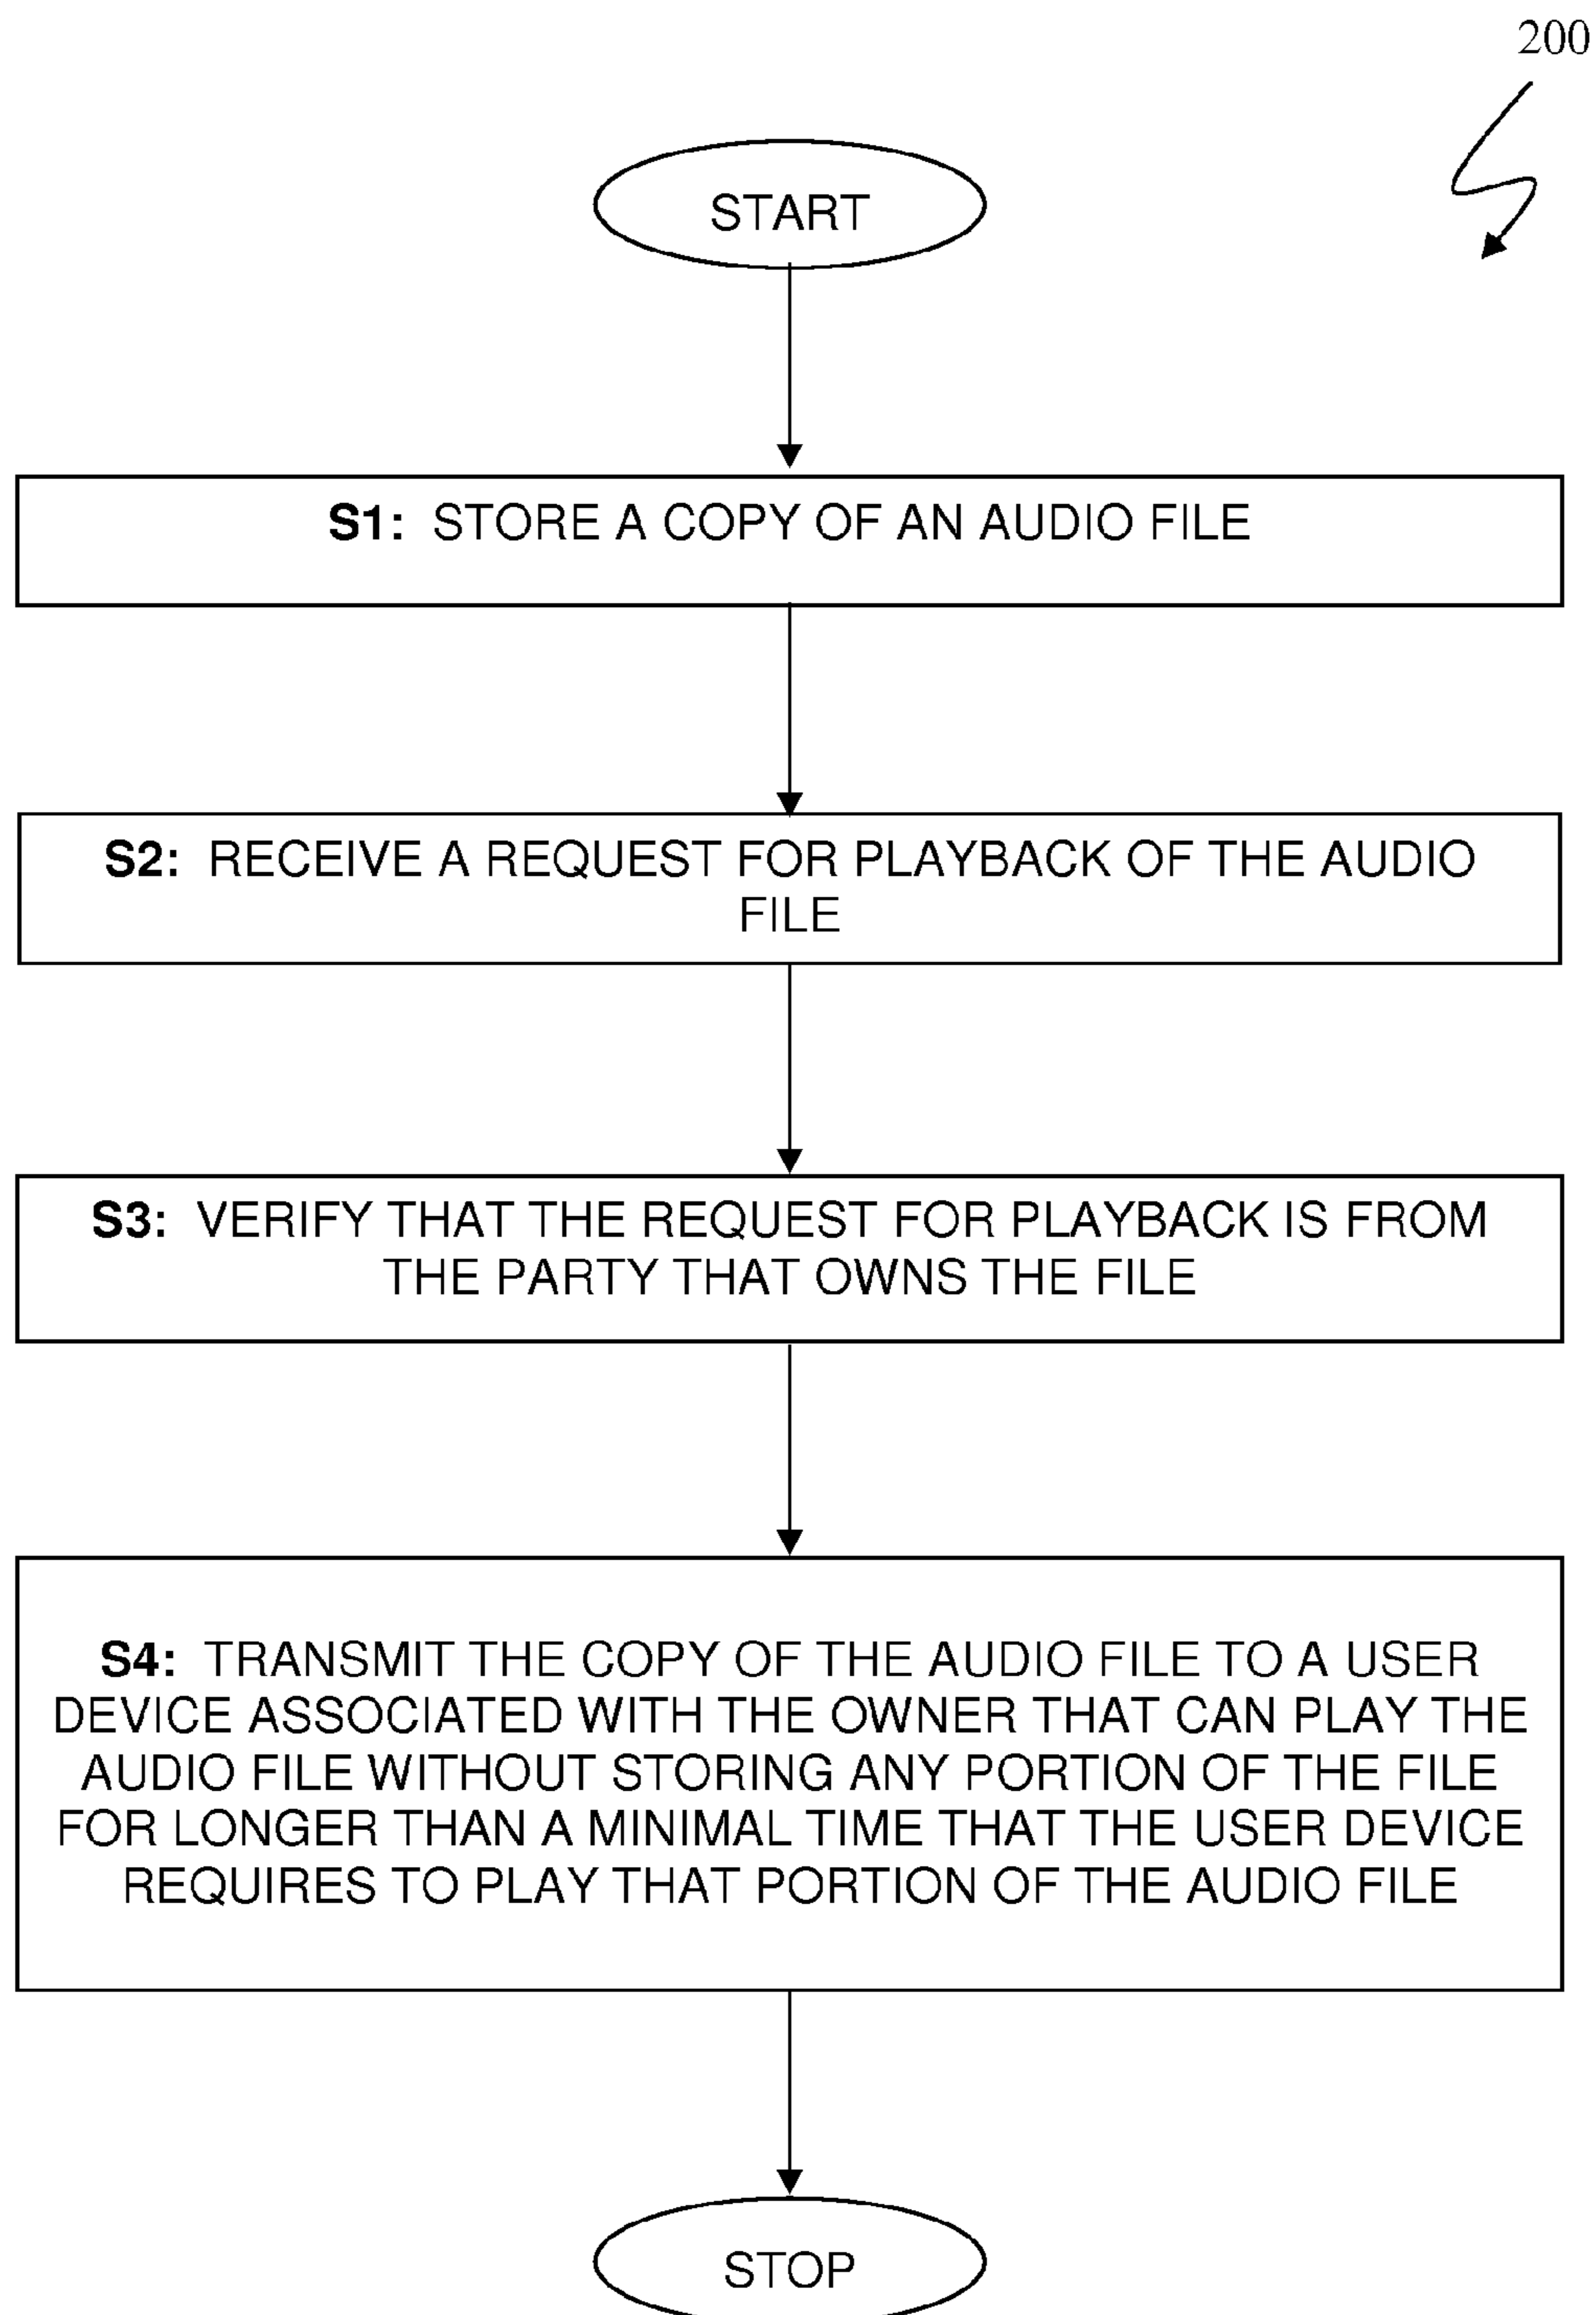 200
START
S1: STORE A COPY OF AN AUDIO FILE
S2: RECEIVE A REQUEST FOR PLAYBACK OF THE AUDIO
FILE
S3: VERIFY THAT THE REQUEST FOR PLAYBACK IS FROM
THE PARTY THAT OWNS THE FILE
S4: TRANSMIT THE COPY OF THE AUDIO FILE TO A USER
DEVICE ASSOCIATED WITH THE OWNER THAT CAN PLAY THE
AUDIO FILE WITHOUT STORING ANY PORTION OF THE FILE
FOR LONGER THAN A MINIMAL TIME THAT THE USER DEVICE
REQUIRES TO PLAY THAT PORTION OF THE AUDIO FILE
STOP